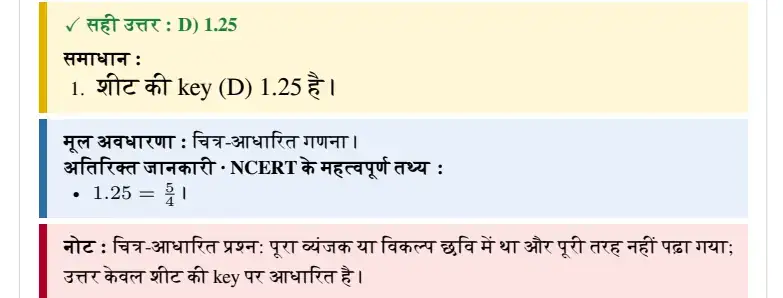 ✓ सही उत्तर : D) 1.25
समाधान :
1. शीट की key (D) 1.25 है।
मूल अवधारणा : चित्र-आधारित गणना।
अतिरिक्त जानकारी · NCERT के महत्वपूर्ण तथ्य :
• 1.25 = 5/4।
नोट : चित्र-आधारित प्रश्न: पूरा व्यंजक या विकल्प छवि में था और पूरी तरह नहीं पढ़ा गया;
उत्तर केवल शीट की key पर आधारित है।